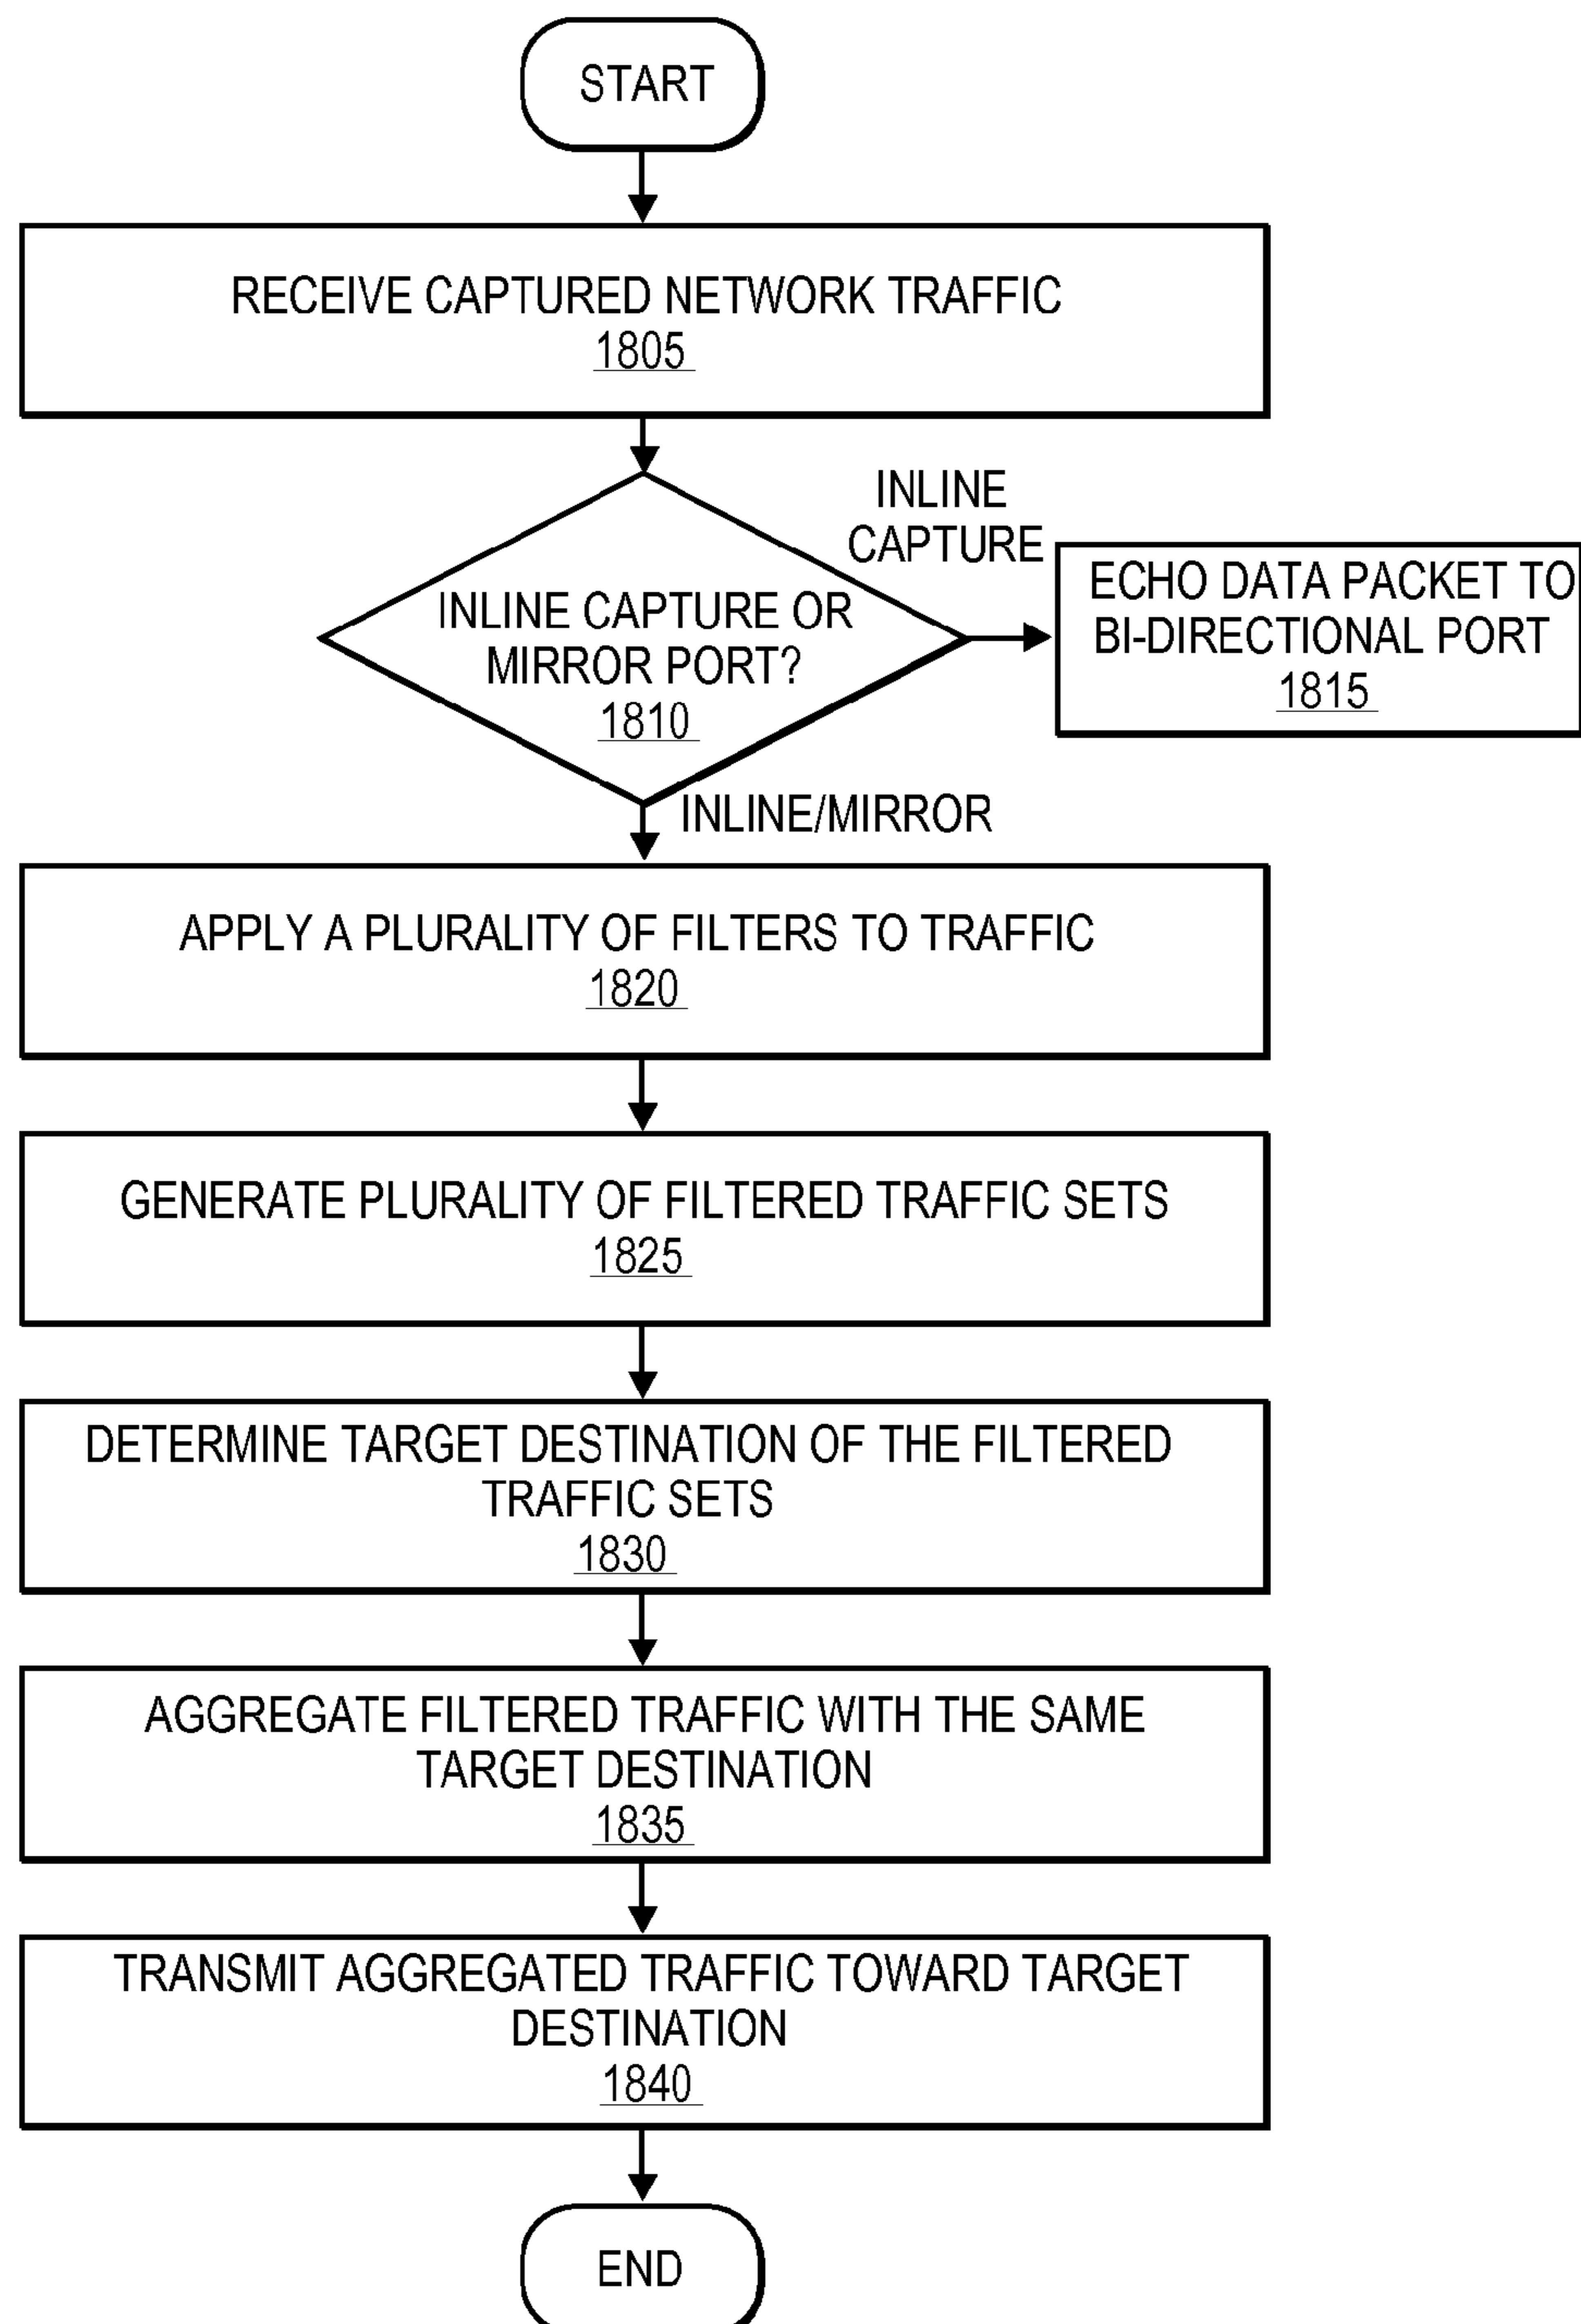 START
RECEIVE CAPTURED NETWORK TRAFFIC
1805
INLINE
CAPTURE
INLINE CAPTURE OR
MIRROR PORT?
1810
ECHO DATA PACKET TO
BI-DIRECTIONAL PORT
1815
INLINE/MIRROR
APPLY A PLURALITY OF FILTERS TO TRAFFIC
1820
GENERATE PLURALITY OF FILTERED TRAFFIC SETS
1825
DETERMINE TARGET DESTINATION OF THE FILTERED
TRAFFIC SETS
1830
AGGREGATE FILTERED TRAFFIC WITH THE SAME
TARGET DESTINATION
1835
TRANSMIT AGGREGATED TRAFFIC TOWARD TARGET
DESTINATION
1840
END